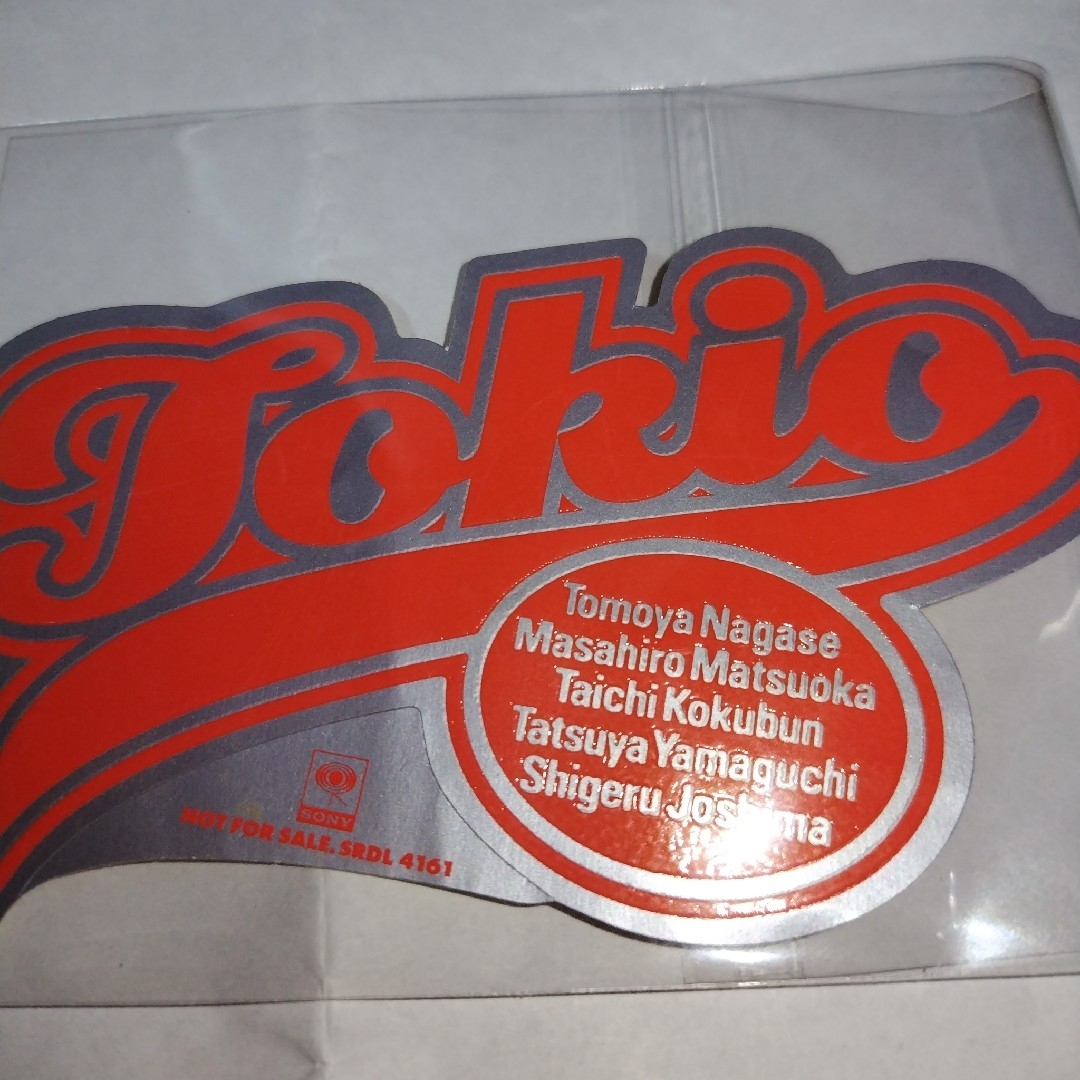 Tokio
Tomoya Nagase
Masahiro Matsuoka
Taichi Kokubun
Tatsuya Yamaguchi
Shigeru Joshima
SONY
NOT FOR SALE. SRDL 4161